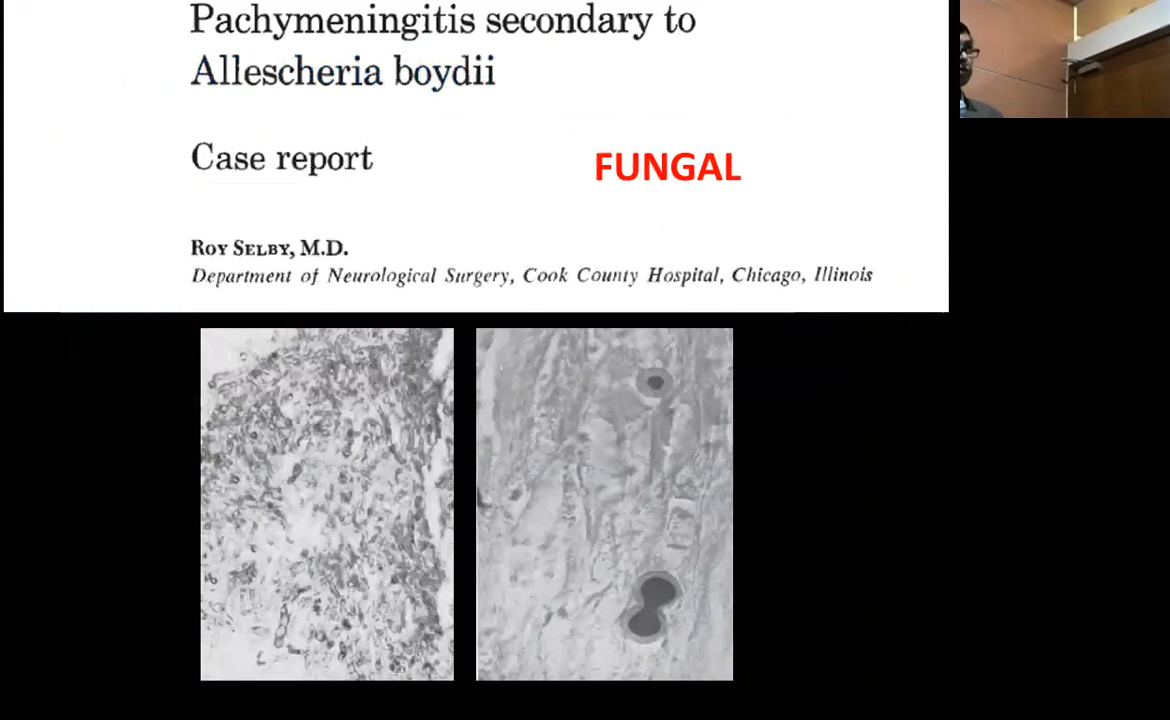 Pachymeningitis secondary to
Allescheria boydii
Case report
FUNGAL
Roy Selby, M.D.
Department of Neurological Surgery, Cook County Hospital, Chicago, Illinois